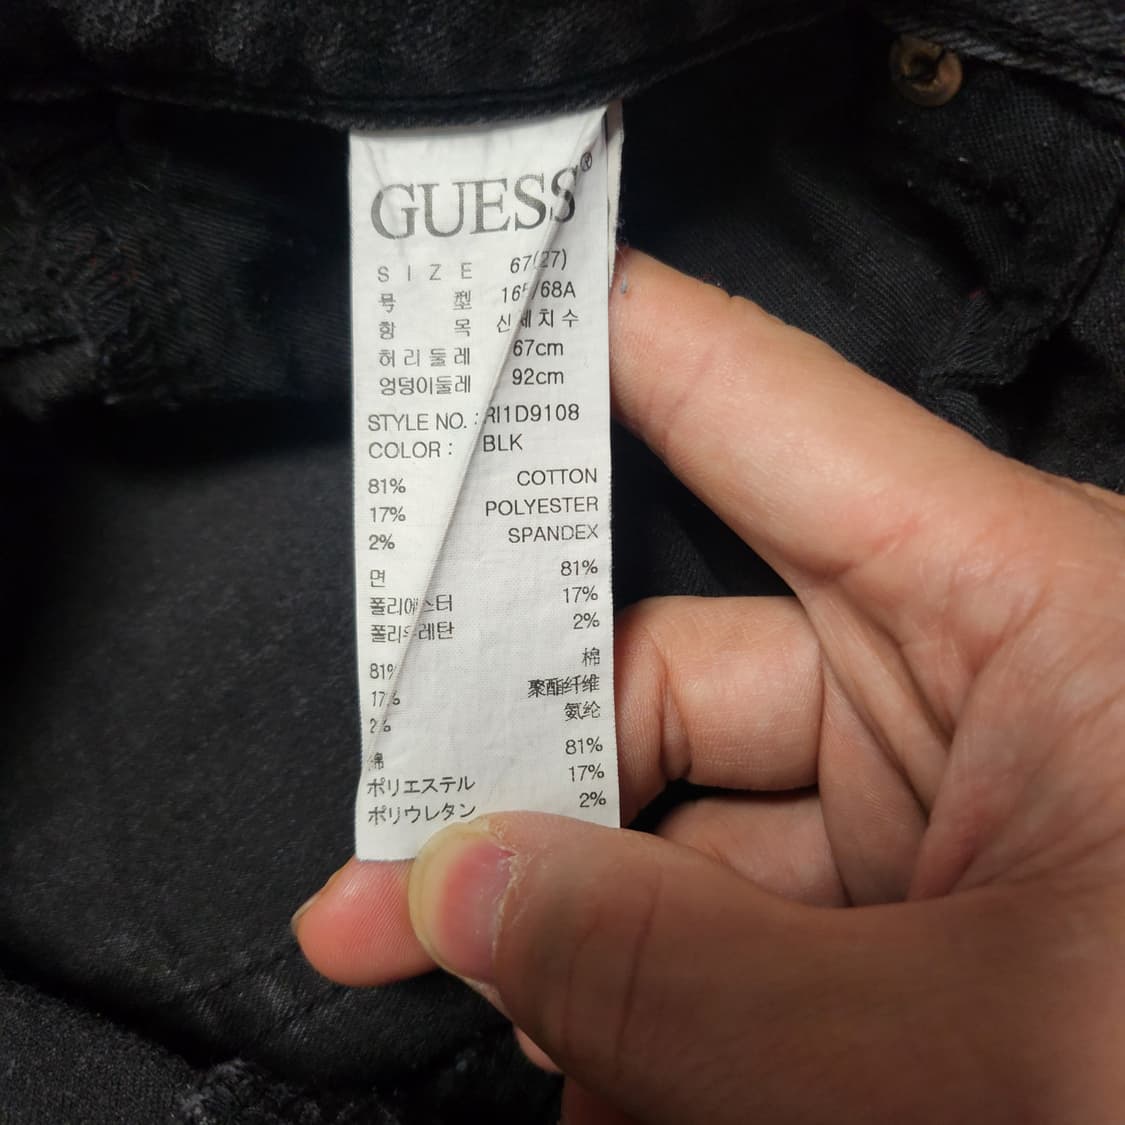 GUESS®
SIZE 67(27)
号型 /68A
항목 신체치수
허리둘레 67cm
엉덩이둘레 92cm
STYLE NO. : RI1D9108
COLOR : BLK
81% COTTON
17% POLYESTER
2% SPANDEX
면 81%
폴리에스터 17%
폴리우레탄 2%
81% 棉
17% 聚酯纤维
2% 氨纶
綿 81%
ポリエステル 17%
ポリウレタン 2%